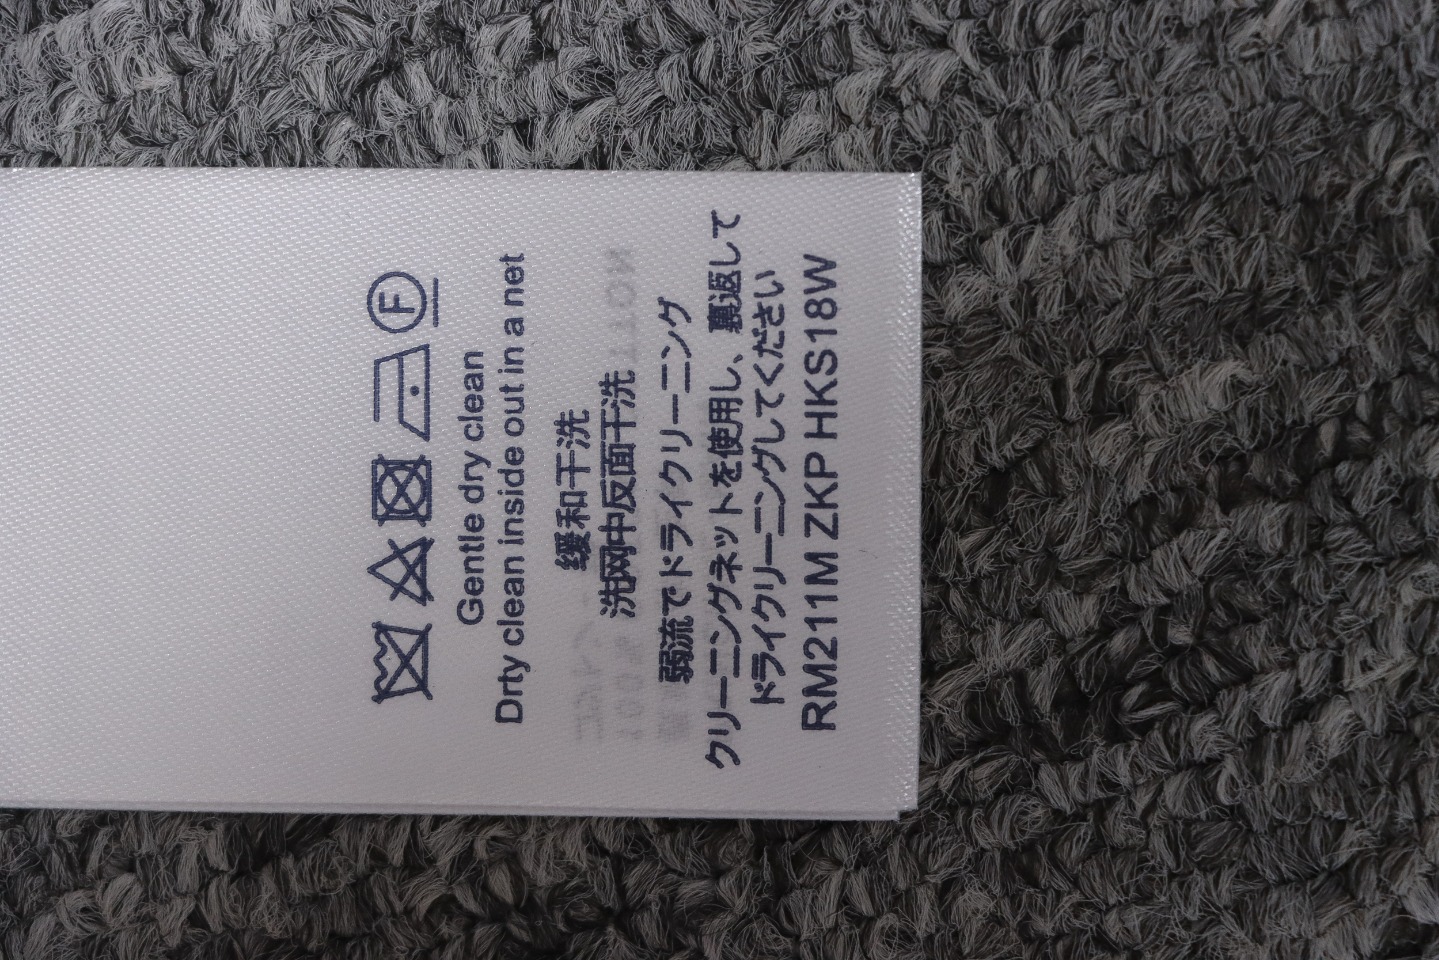 F
Gentle dry clean
Drty clean inside out in a net
缓和干洗
洗网中反面干洗
弱流でドライクリーニング
クリーニングネットを使用し、裏返して
ドライクリーニングしてください
RM211M ZKP HKS18W